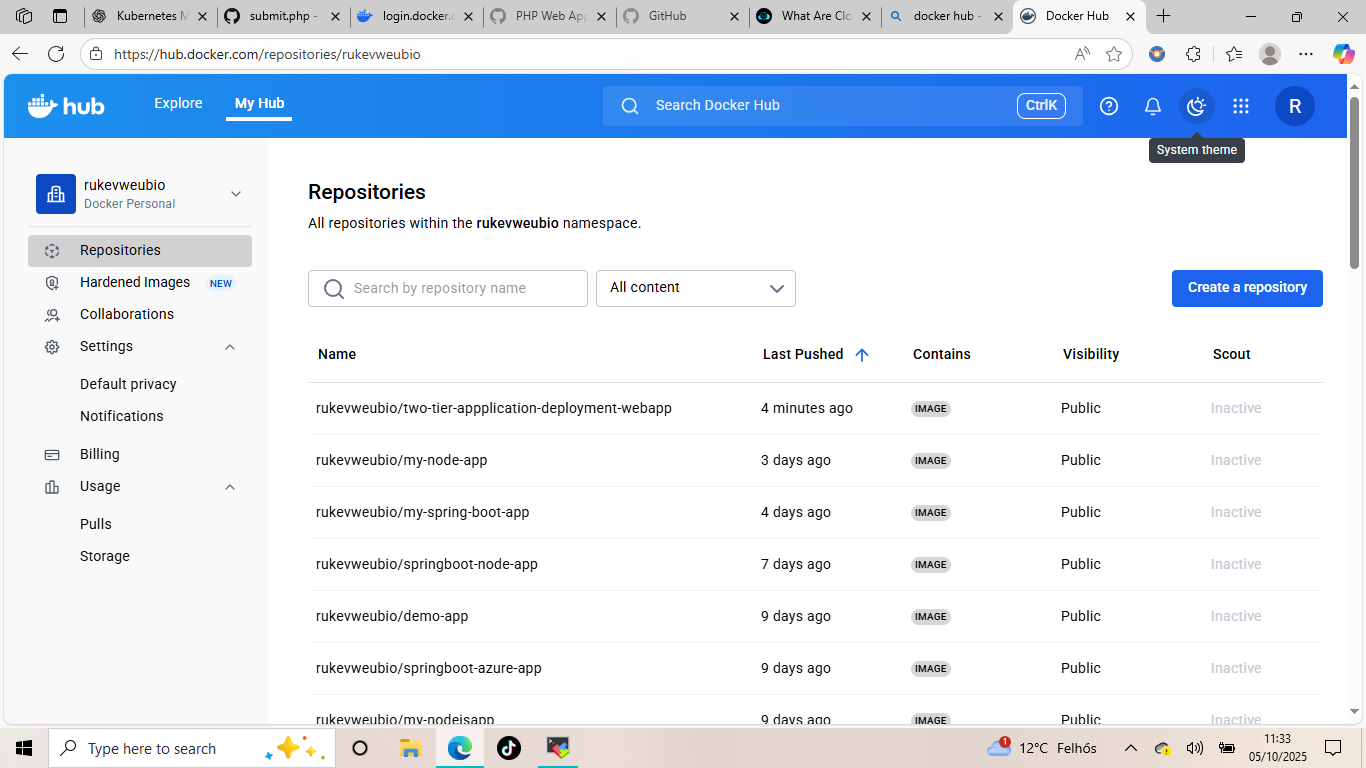 Kubernetes M
submit.php -
login.docker.c
PHP Web App
GitHub
What Are Clo
docker hub -
Docker Hub
https://hub.docker.com/repositories/rukevweubio
hub
Explore
My Hub
Search Docker Hub
CtrlK
R
System theme
rukevweubio
Docker Personal
Repositories
Hardened Images NEW
Collaborations
Settings
Default privacy
Notifications
Billing
Usage
Pulls
Storage
Repositories
All repositories within the rukevweubio namespace.
Search by repository name
All content
Create a repository
Name Last Pushed Contains Visibility Scout
rukevweubio/two-tier-appplication-deployment-webapp 4 minutes ago IMAGE Public Inactive
rukevweubio/my-node-app 3 days ago IMAGE Public Inactive
rukevweubio/my-spring-boot-app 4 days ago IMAGE Public Inactive
rukevweubio/springboot-node-app 7 days ago IMAGE Public Inactive
rukevweubio/demo-app 9 days ago IMAGE Public Inactive
rukevweubio/springboot-azure-app 9 days ago IMAGE Public Inactive
rukevweubio/my-nodejsapp 9 days ago IMAGE Public Inactive
Type here to search
1
12°C Felhős
11:33
05/10/2025